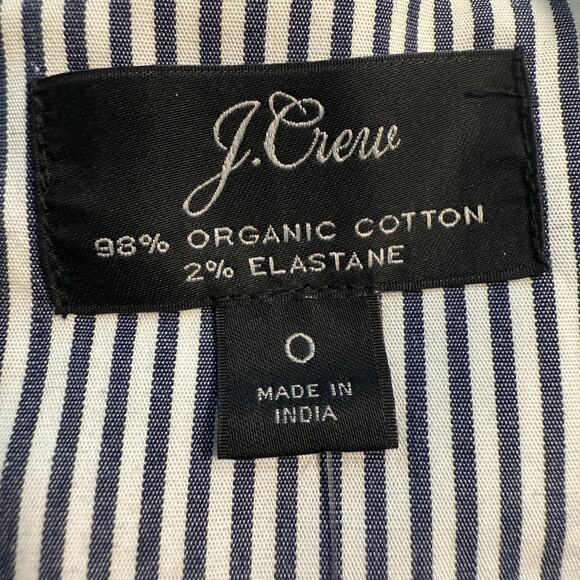 J.Crew
98% ORGANIC COTTON
2% ELASTANE
0
MADE IN
INDIA